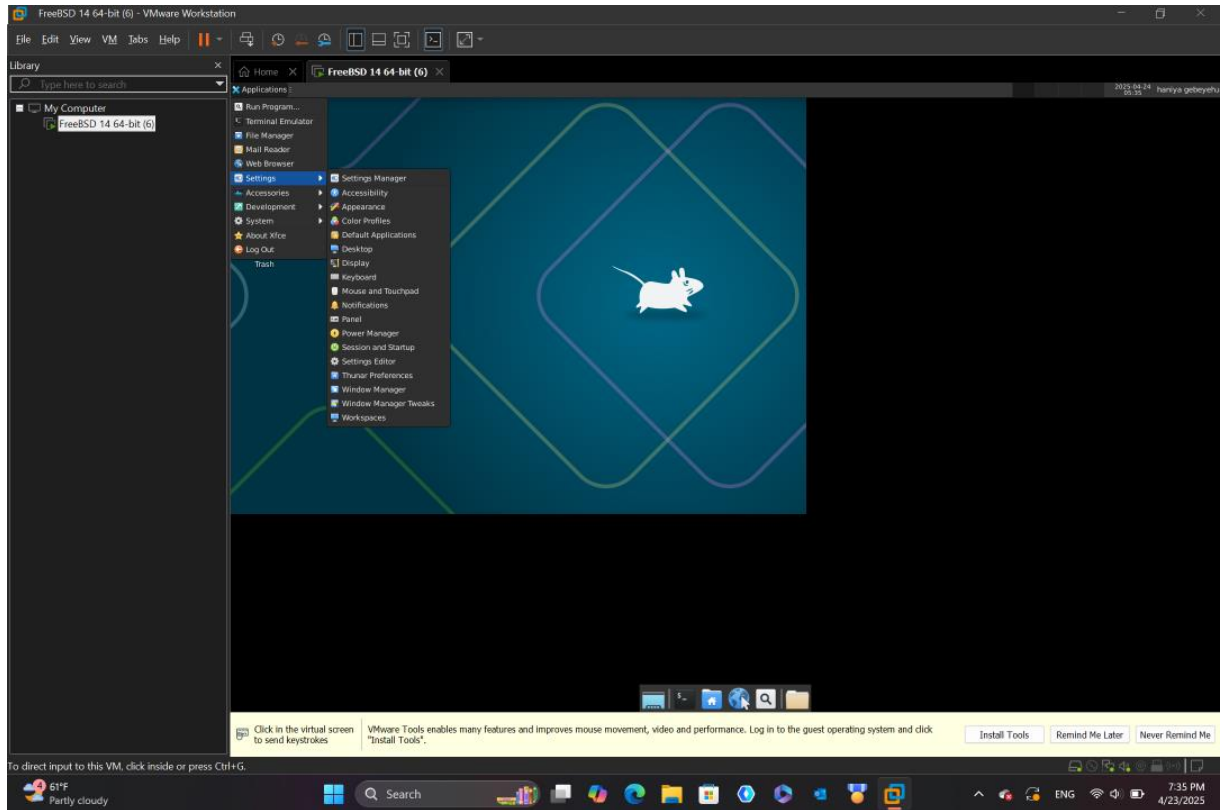 FreeBSD 14 64-bit (6) - VMware Workstation
File Edit View VM Tabs Help
Library
Type here to search
My Computer
FreeBSD 14 64-bit (6)
Home
FreeBSD 14 64-bit (6)
Applications
2025-04-24
05:35
haniya gebeyehu
Run Program...
Terminal Emulator
File Manager
Mail Reader
Web Browser
Settings
Accessories
Development
System
About Xfce
Log Out
Trash
Settings Manager
Accessibility
Appearance
Color Profiles
Default Applications
Desktop
Display
Keyboard
Mouse and Touchpad
Notifications
Panel
Power Manager
Session and Startup
Settings Editor
Thunar Preferences
Window Manager
Window Manager Tweaks
Workspaces
Click in the virtual screen
to send keystrokes
VMware Tools enables many features and improves mouse movement, video and performance. Log in to the guest operating system and click
"Install Tools".
Install Tools
Remind Me Later
Never Remind Me
To direct input to this VM, click inside or press Ctrl+G.
4
61°F
Partly cloudy
Search
ENG
7:35 PM
4/23/2025